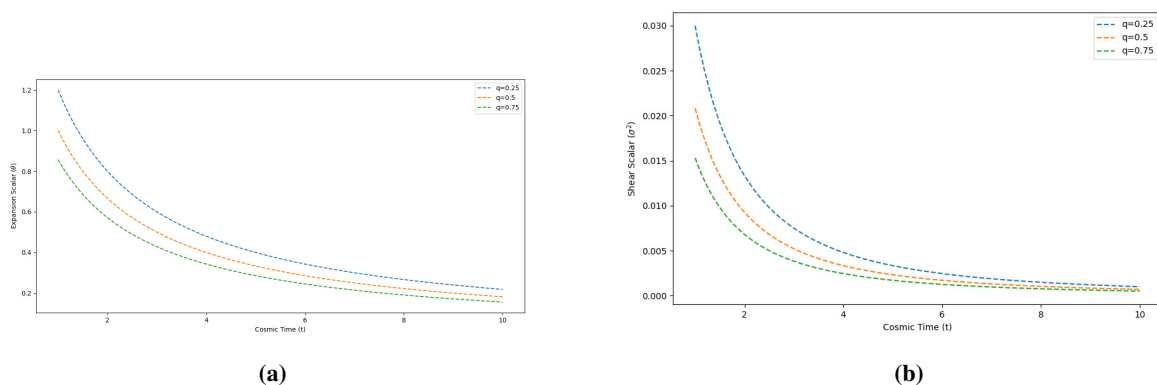 1.2
1.0
0.8
0.6
0.4
0.2
Expansion Scalar (θ)
2
4
6
8
10
Cosmic Time (t)
q=0.25
q=0.5
q=0.75
(a)
0.030
0.025
0.020
0.015
0.010
0.005
0.000
Shear Scalar (σ²)
2
4
6
8
10
Cosmic Time (t)
q=0.25
q=0.5
q=0.75
(b)